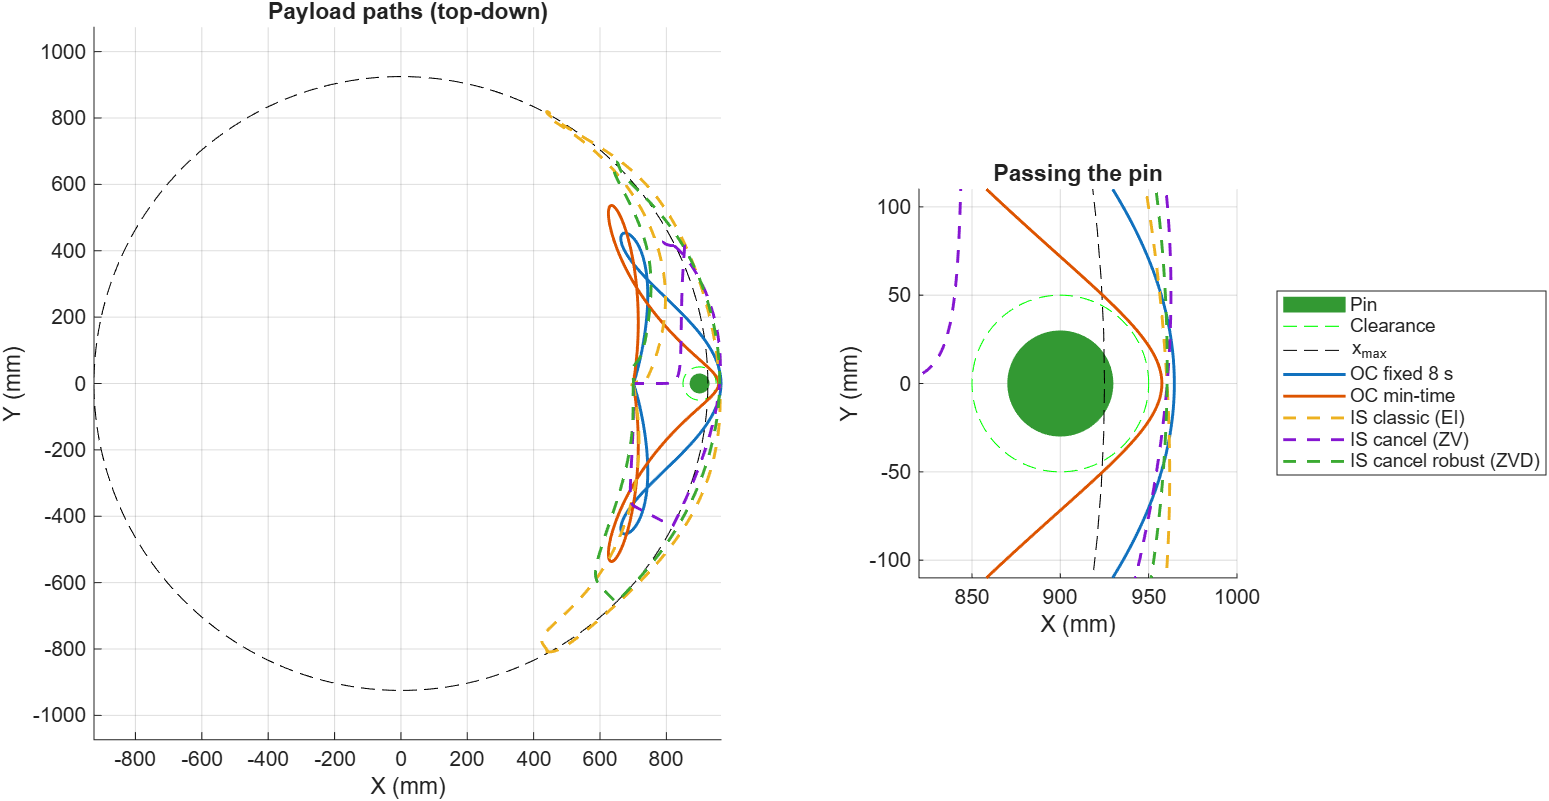 Payload paths (top-down)
1000
800
600
400
200
0
-200
-400
-600
-800
-1000
Y (mm)
-800
-600
-400
-200
0
200
400
600
800
X (mm)
Passing the pin
100
50
0
-50
-100
Y (mm)
850
900
950
1000
X (mm)
Pin
Clearance
xmax
OC fixed 8 s
OC min-time
IS classic (EI)
IS cancel (ZV)
IS cancel robust (ZVD)